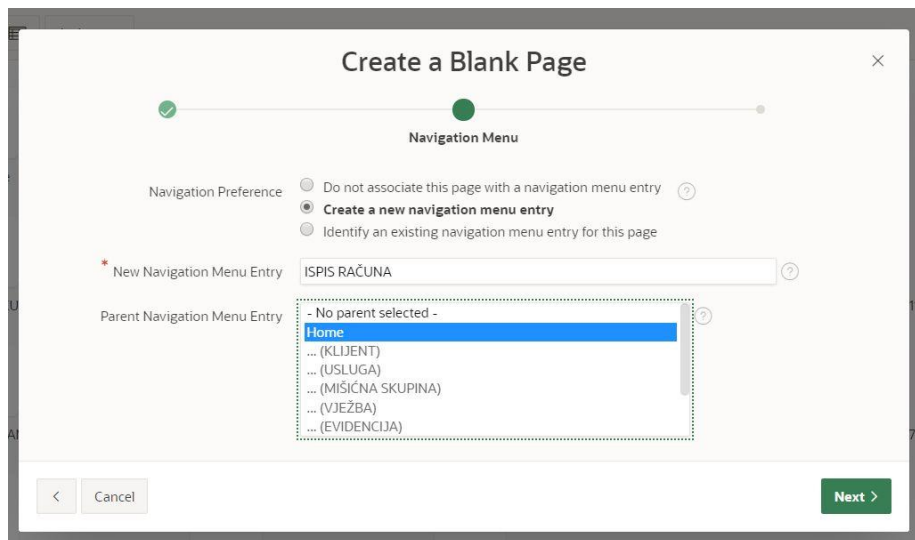 Create a Blank Page
Navigation Menu
Navigation Preference
Do not associate this page with a navigation menu entry
Create a new navigation menu entry
Identify an existing navigation menu entry for this page
* New Navigation Menu Entry
ISPIS RAČUNA
Parent Navigation Menu Entry
- No parent selected -
Home
... (KLIJENT)
... (USLUGA)
... (MIŠIĆNA SKUPINA)
... (VJEŽBA)
... (EVIDENCIJA)
Cancel
Next